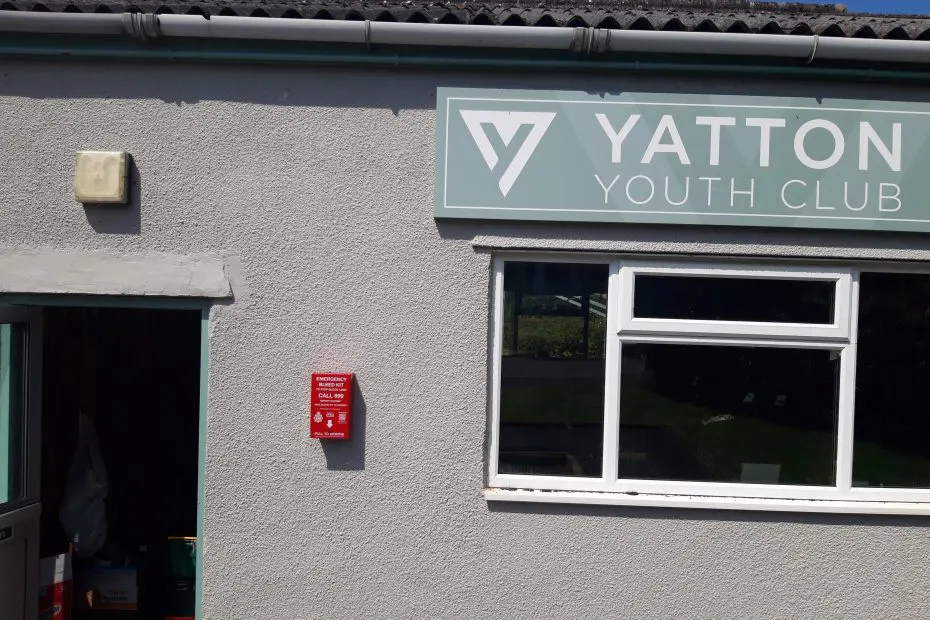 YATTON
YOUTH CLUB
EMERGENCY
BLEED KIT
CALL 999
PULL TO REMOVE